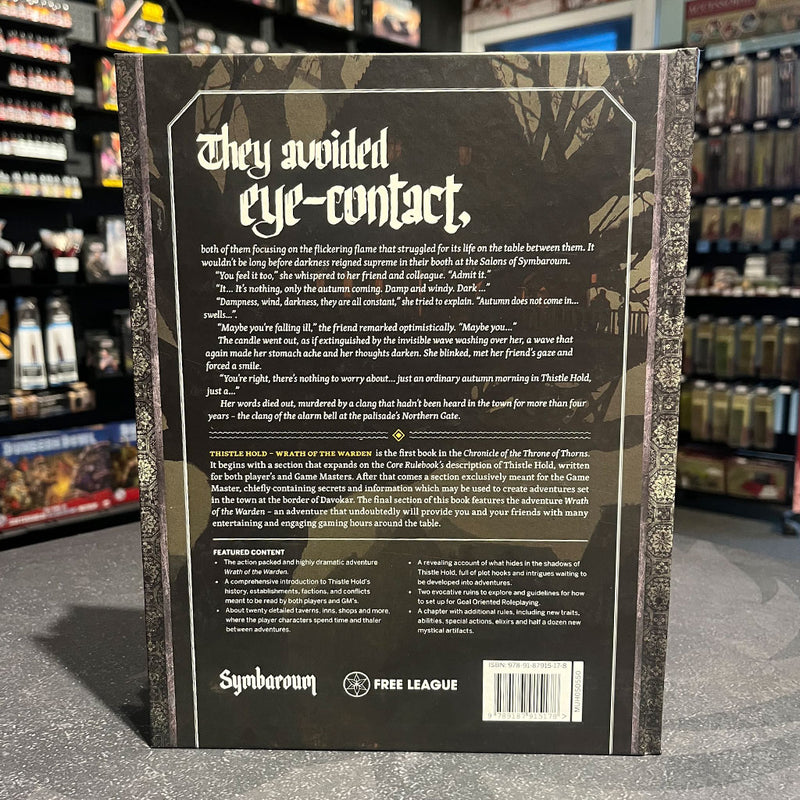 They avoided
eye-contact,
both of them focusing on the flickering flame that struggled for its life on the table between them. It
wouldn't be long before darkness reigned supreme in their booth at the Salons of Symbaroum.
"You feel it too," she whispered to her friend and colleague. "Admit it."
"It... It's nothing, only the autumn coming. Damp and windy. Dark ..."
"Dampness, wind, darkness, they are all constant," she tried to explain. "Autumn does not come in...
swells...".
"Maybe you're falling ill," the friend remarked optimistically. "Maybe you..."
The candle went out, as if extinguished by the invisible wave washing over her, a wave that
again made her stomach ache and her thoughts darken. She blinked, met her friend's gaze and
forced a smile.
"You're right, there's nothing to worry about... just an ordinary autumn morning in Thistle Hold,
just a..."
Her words died out, murdered by a clang that hadn't been heard in the town for more than four
years – the clang of the alarm bell at the palisade's Northern Gate.
THISTLE HOLD – WRATH OF THE WARDEN is the first book in the Chronicle of the Throne of Thorns.
It begins with a section that expands on the Core Rulebook's description of Thistle Hold, written
for both player's and Game Masters. After that comes a section exclusively meant for the Game
Master, chiefly containing secrets and information which may be used to create adventures set
in the town at the border of Davokar. The final section of this book features the adventure Wrath
of the Warden – an adventure that undoubtedly will provide you and your friends with many
entertaining and engaging gaming hours around the table.
FEATURED CONTENT
• The action packed and highly dramatic adventure
Wrath of the Warden.
• A comprehensive introduction to Thistle Hold's
history, establishments, factions, and conflicts
meant to be read by both players and GM's.
• About twenty detailed taverns, inns, shops and more,
where the player characters spend time and thaler
between adventures.
• A revealing account of what hides in the shadows of
Thistle Hold, full of plot hooks and intrigues waiting to
be developed into adventures.
• Two evocative ruins to explore and guidelines for how
to set up for Goal Oriented Roleplaying.
• A chapter with additional rules, including new traits,
abilities, special actions, elixirs and half a dozen new
mystical artifacts.
Symbaroum
FREE LEAGUE
ISBN: 978-91-87915-17-8
9 789187 915178 >
MUH050550